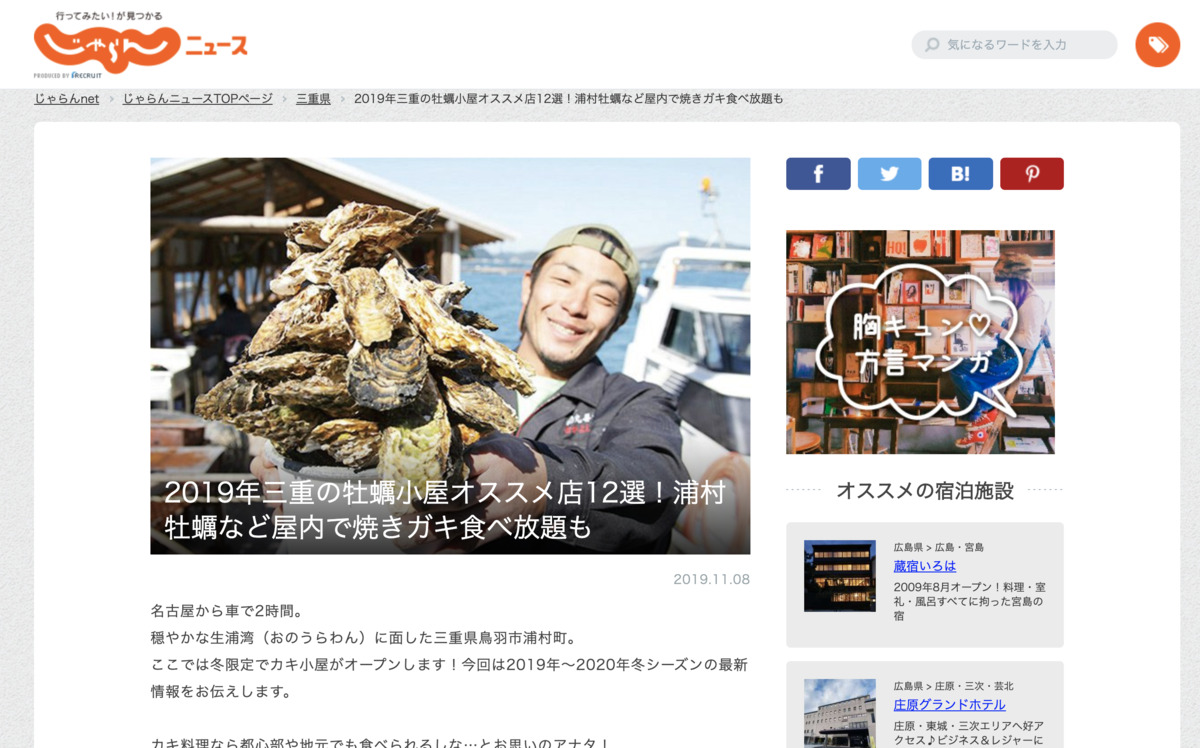 行ってみたい!が見つかる
じゃらん ニュース
PRODUCED BY RECRUIT
気になるワードを入力
じゃらんnet > じゃらんニュースTOPページ > 三重県 > 2019年三重の牡蠣小屋オススメ店12選！浦村牡蠣など屋内で焼きガキ食べ放題も
f
B!
胸キュン♡
方言マンガ
2019年三重の牡蠣小屋オススメ店12選！浦村
牡蠣など屋内で焼きガキ食べ放題も
2019.11.08
名古屋から車で2時間。
穏やかな生浦湾（おのうらわん）に面した三重県鳥羽市浦村町。
ここでは冬限定でカキ小屋がオープンします！今回は2019年〜2020年冬シーズンの最新
情報をお伝えします。
カキ料理なら都心部や地元でも食べられるしな…とお思いのアナタ！
オススメの宿泊施設
広島県 > 広島・宮島
蔵宿いろは
2009年8月オープン！料理・室
礼・風呂すべてに拘った宮島の
宿
広島県 > 庄原・三次・芸北
庄原グランドホテル
庄原・東城・三次エリアへ好ア
クセス♪ビジネス＆レジャーに